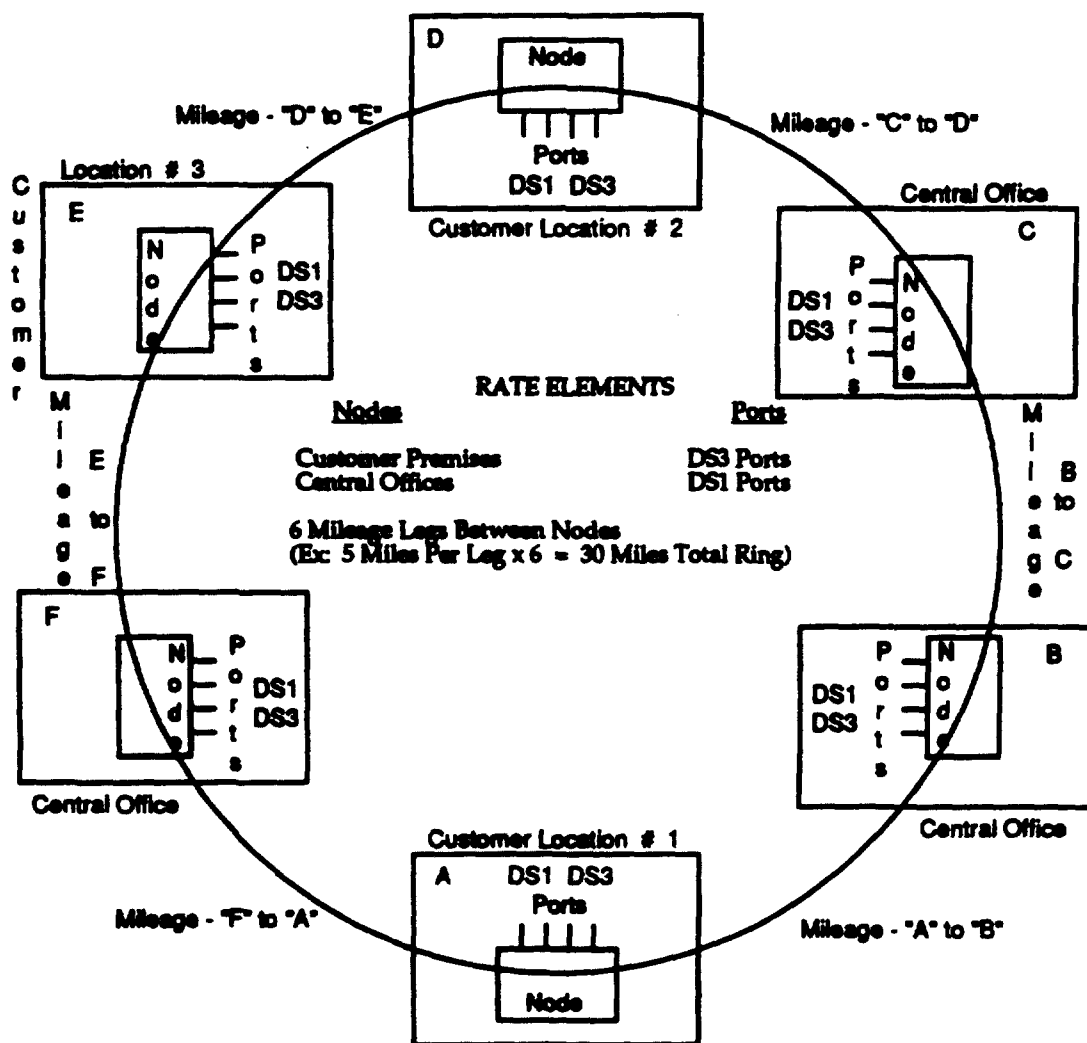 D
Node
Mileage - "D" to "E"
Mileage - "C" to "D"
Ports
DS1 DS3
Customer Location # 2
Customer
Location # 3
E
Node
Ports
DS1
DS3
Central Office
C
Ports
DS1
DS3
Node
RATE ELEMENTS
Nodes
Ports
Customer Premises
DS3 Ports
Central Offices
DS1 Ports
6 Mileage Legs Between Nodes
(Ex: 5 Miles Per Leg x 6 = 30 Miles Total Ring)
Mileage
E to F
Mileage
B to C
F
Node
Ports
DS1
DS3
Central Office
B
Ports
DS1
DS3
Node
Central Office
Customer Location # 1
A
DS1 DS3
Ports
Node
Mileage - "F" to "A"
Mileage - "A" to "B"